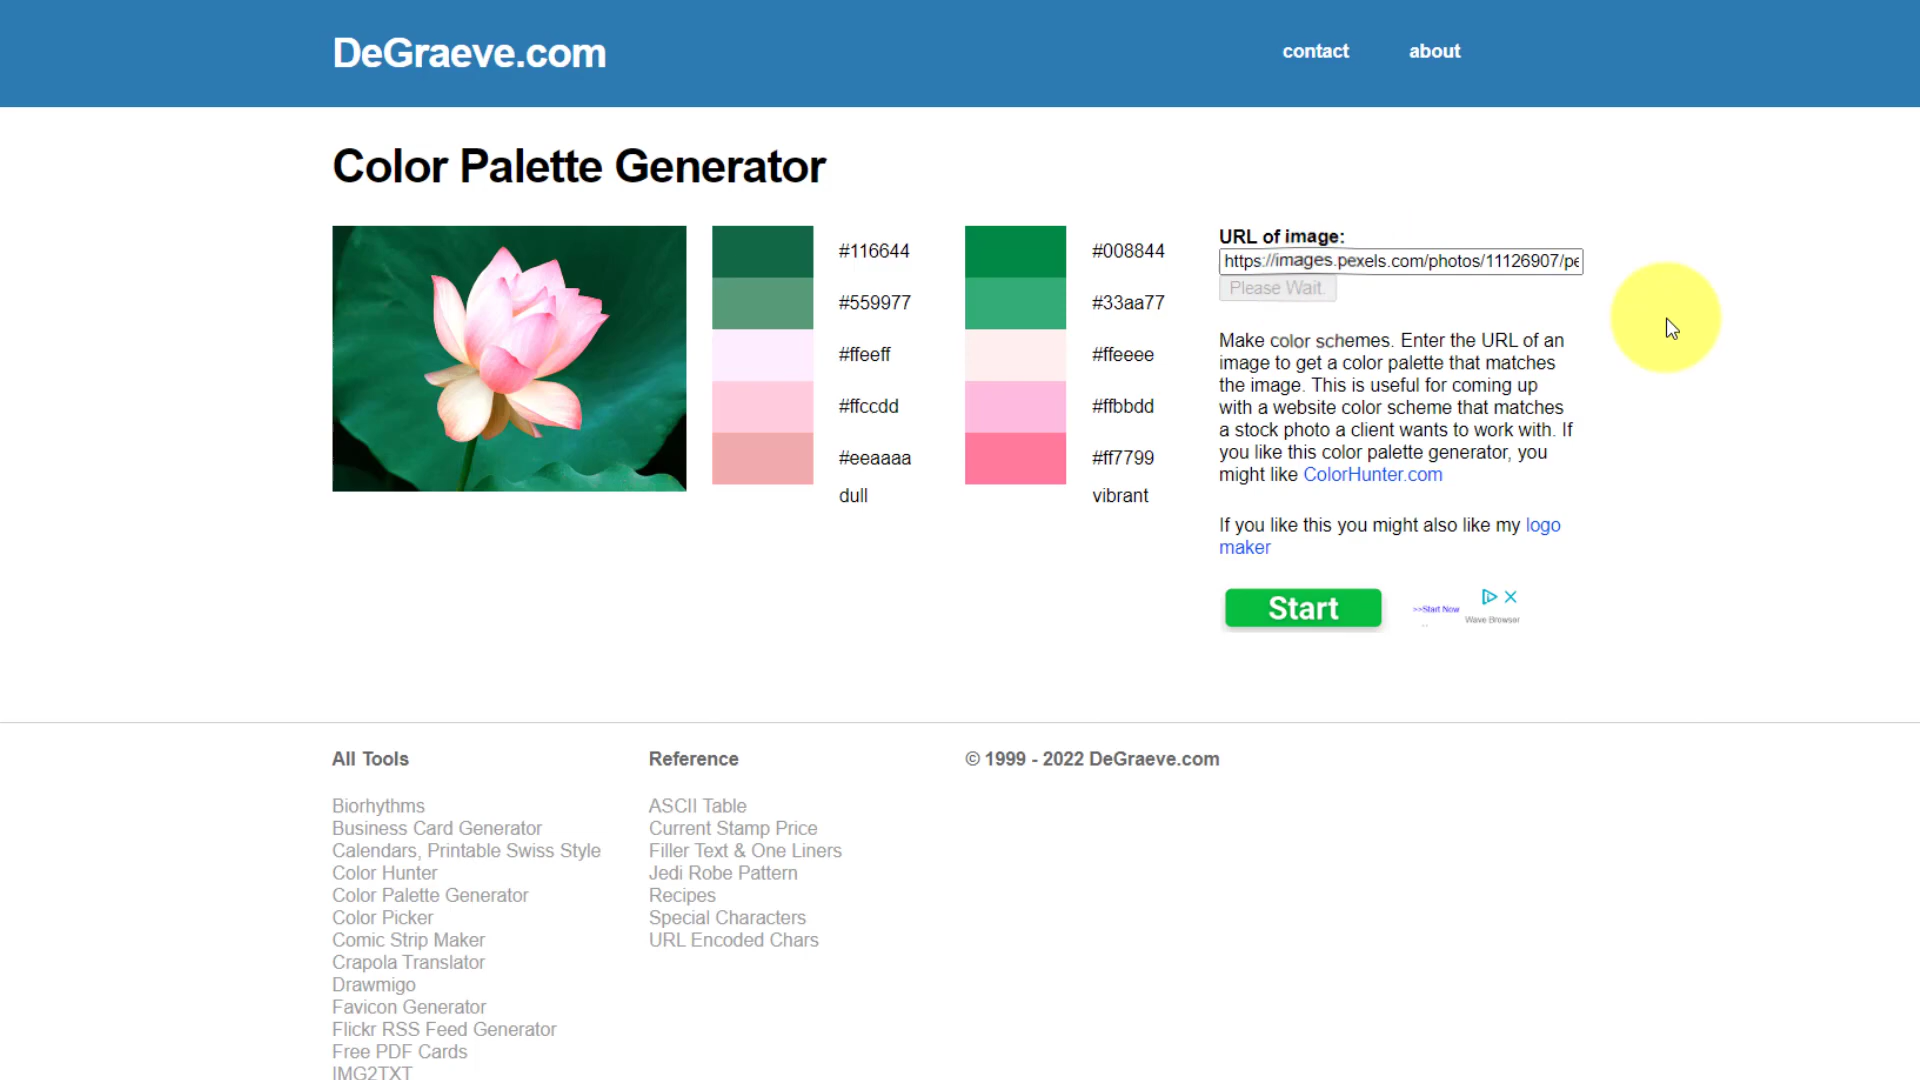 DeGraeve.com
contact
about
Color Palette Generator
#116644
#559977
#ffeeff
#ffccdd
#eeaaaa
dull
#008844
#33aa77
#ffeeee
#ffbbdd
#ff7799
vibrant
URL of image:
https://images.pexels.com/photos/11126907/pe
Please Wait.
Make color schemes. Enter the URL of an
image to get a color palette that matches
the image. This is useful for coming up
with a website color scheme that matches
a stock photo a client wants to work with. If
you like this color palette generator, you
might like ColorHunter.com
If you like this you might also like my logo
maker
Start
>>Start Now
Wave Browser
All Tools
Biorhythms
Business Card Generator
Calendars, Printable Swiss Style
Color Hunter
Color Palette Generator
Color Picker
Comic Strip Maker
Crapola Translator
Drawmigo
Favicon Generator
Flickr RSS Feed Generator
Free PDF Cards
IMG2TXT
Reference
ASCII Table
Current Stamp Price
Filler Text & One Liners
Jedi Robe Pattern
Recipes
Special Characters
URL Encoded Chars
© 1999 - 2022 DeGraeve.com